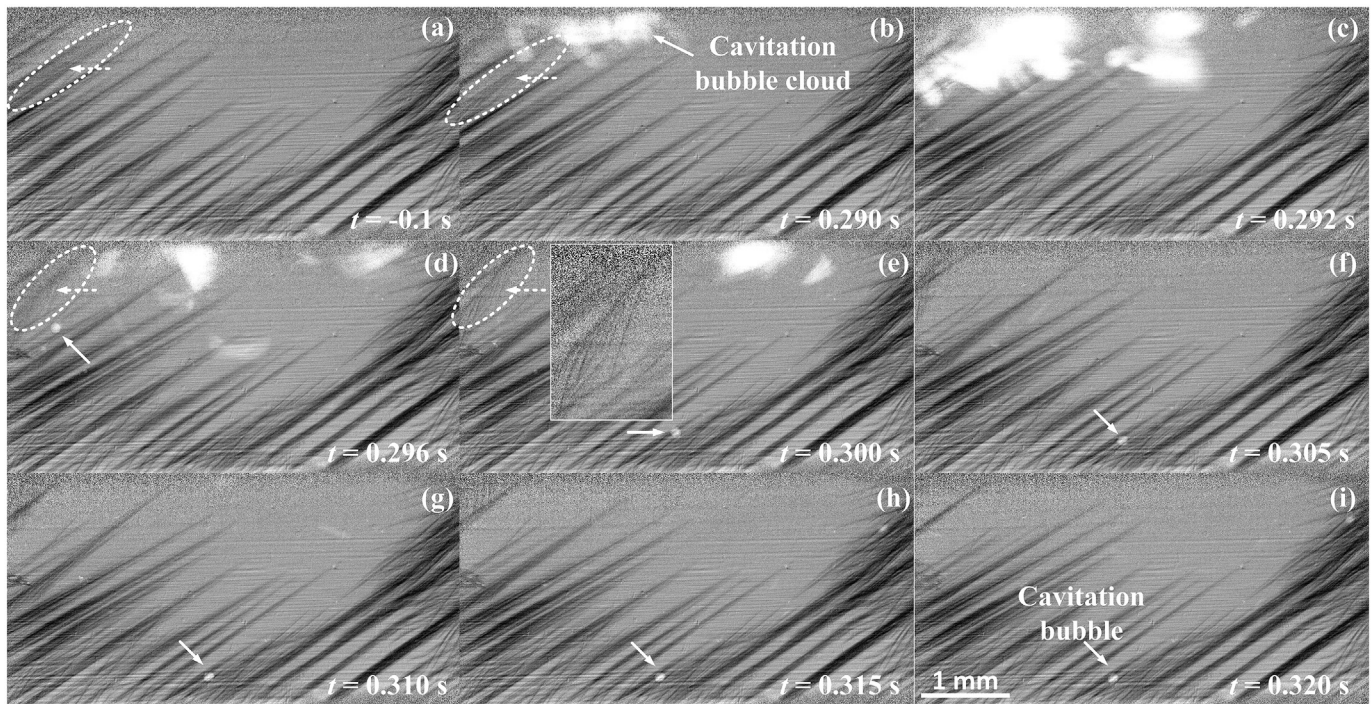 (a)
t = -0.1 s
(b)
Cavitation
bubble cloud
t = 0.290 s
(c)
t = 0.292 s
(d)
t = 0.296 s
(e)
t = 0.300 s
(f)
t = 0.305 s
(g)
t = 0.310 s
(h)
t = 0.315 s
(i)
Cavitation
bubble
1 mm
t = 0.320 s